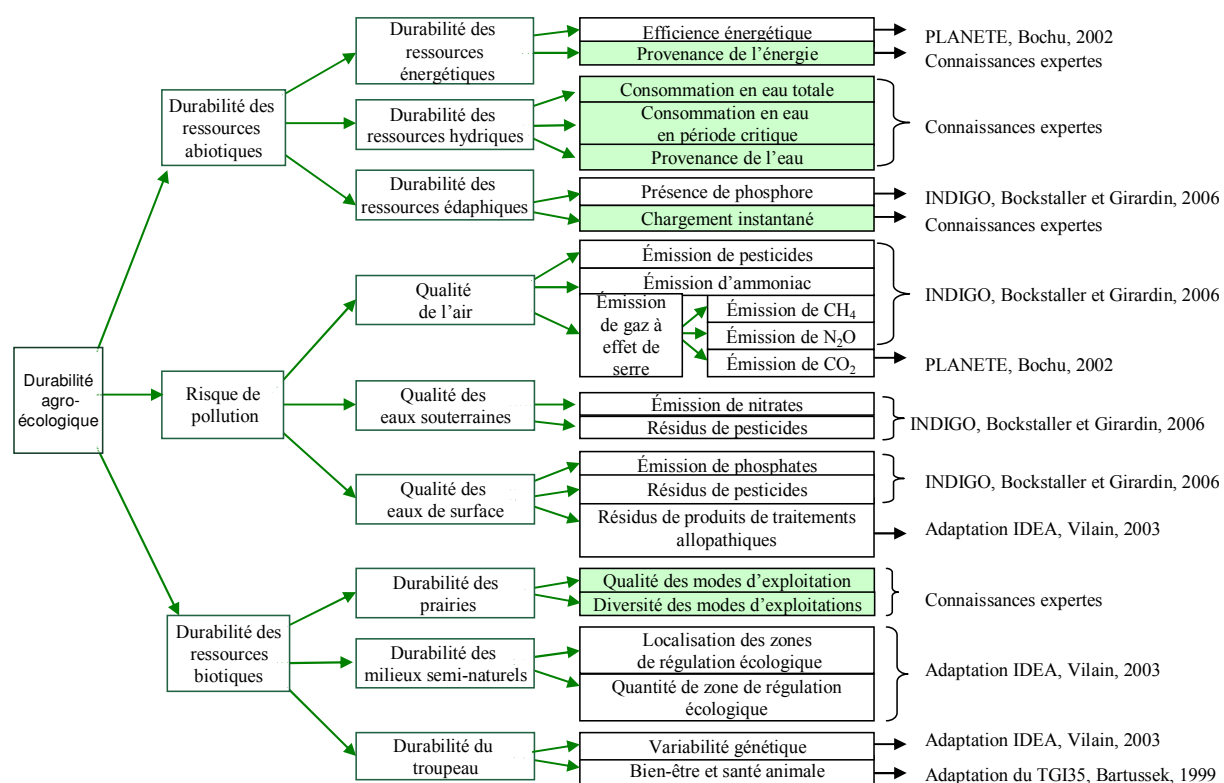 Durabilité
agro-
écologique
Durabilité des
ressources
abiotiques
Durabilité des
ressources
énergétiques
Efficience énergétique
PLANETE, Bochu, 2002
Provenance de l'énergie
Connaissances expertes
Durabilité des
ressources hydriques
Consommation en eau totale
Consommation en eau
en période critique
Provenance de l'eau
Connaissances expertes
Durabilité des
ressources édaphiques
Présence de phosphore
INDIGO, Bockstaller et Girardin, 2006
Chargement instantané
Connaissances expertes
Risque de
pollution
Qualité
de l'air
Émission de pesticides
Émission d'ammoniac
Émission
de gaz à
effet de
serre
Émission de CH₄
Émission de N₂O
INDIGO, Bockstaller et Girardin, 2006
Émission de CO₂
PLANETE, Bochu, 2002
Qualité des
eaux souterraines
Émission de nitrates
Résidus de pesticides
INDIGO, Bockstaller et Girardin, 2006
Qualité des
eaux de surface
Émission de phosphates
Résidus de pesticides
INDIGO, Bockstaller et Girardin, 2006
Résidus de produits de traitements
allopathiques
Adaptation IDEA, Vilain, 2003
Durabilité des
ressources
biotiques
Durabilité des
prairies
Qualité des modes d'exploitation
Diversité des modes d'exploitations
Connaissances expertes
Durabilité des
milieux semi-naturels
Localisation des zones
de régulation écologique
Quantité de zone de régulation
écologique
Adaptation IDEA, Vilain, 2003
Durabilité du
troupeau
Variabilité génétique
Adaptation IDEA, Vilain, 2003
Bien-être et santé animale
Adaptation du TGI35, Bartussek, 1999